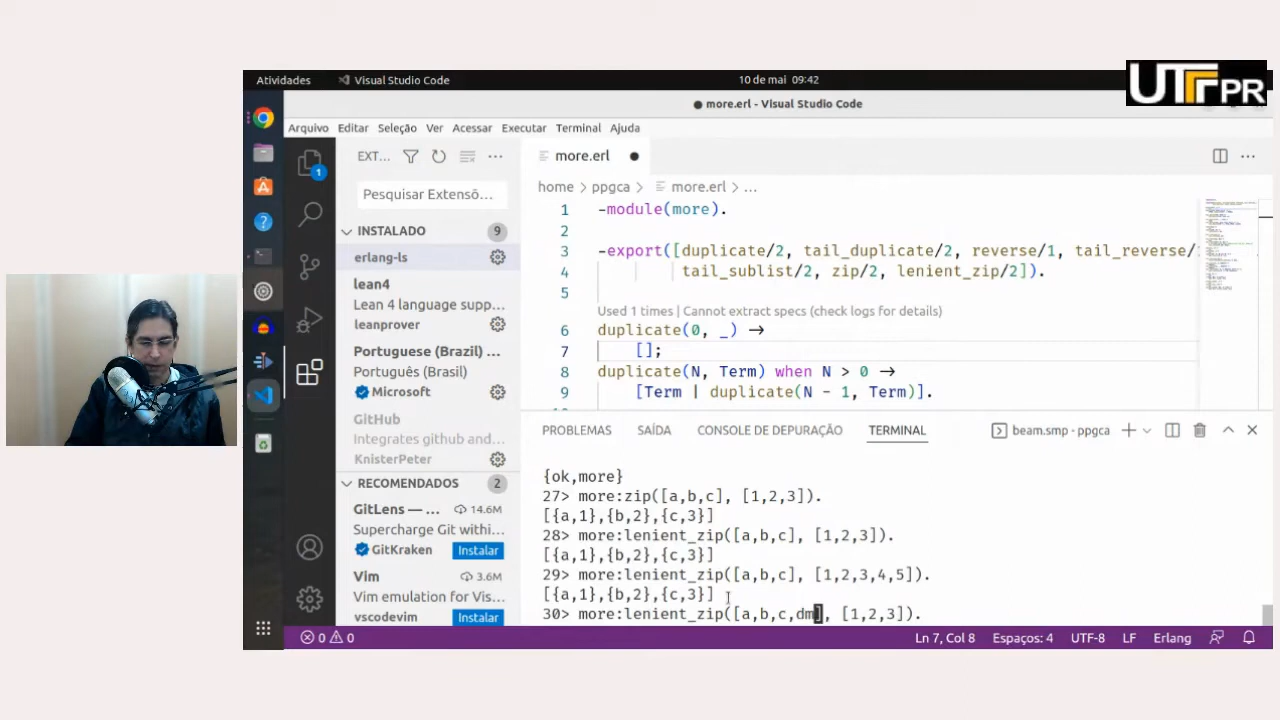 Atividades
Visual Studio Code
10 de mai 09:42
UTFPR
● more.erl - Visual Studio Code
Arquivo Editar Seleção Ver Acessar Executar Terminal Ajuda
EXT... ···
more.erl ●
Pesquisar Extensõ...
home > ppgca > more.erl > ...
INSTALADO 9
erlang-ls
lean4
Lean 4 language supp...
leanprover
Portuguese (Brazil) ...
Português (Brasil)
Microsoft
GitHub
Integrates github and...
KnisterPeter
RECOMENDADOS 2
GitLens — ... 14.6M
Supercharge Git withi...
GitKraken Instalar
Vim 3.6M
Vim emulation for Vis...
vscodevim Instalar
1 -module(more).
2
3 -export([duplicate/2, tail_duplicate/2, reverse/1, tail_reverse/
4 tail_sublist/2, zip/2, lenient_zip/2]).
5
Used 1 times | Cannot extract specs (check logs for details)
6 duplicate(0, _) ->
7 [];
8 duplicate(N, Term) when N > 0 ->
9 [Term | duplicate(N - 1, Term)].
PROBLEMAS SAÍDA CONSOLE DE DEPURAÇÃO TERMINAL
beam.smp - ppgca
{ok,more}
27> more:zip([a,b,c], [1,2,3]).
[{a,1},{b,2},{c,3}]
28> more:lenient_zip([a,b,c], [1,2,3]).
[{a,1},{b,2},{c,3}]
29> more:lenient_zip([a,b,c], [1,2,3,4,5]).
[{a,1},{b,2},{c,3}]
30> more:lenient_zip([a,b,c,dm], [1,2,3]).
0 0
Ln 7, Col 8 Espaços: 4 UTF-8 LF Erlang